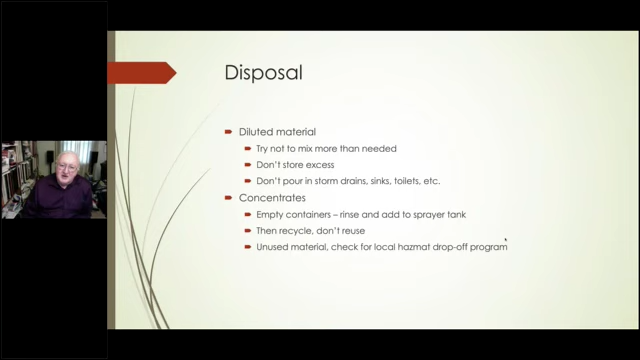 Disposal
Diluted material
Try not to mix more than needed
Don't store excess
Don't pour in storm drains, sinks, toilets, etc.
Concentrates
Empty containers – rinse and add to sprayer tank
Then recycle, don't reuse
Unused material, check for local hazmat drop-off program